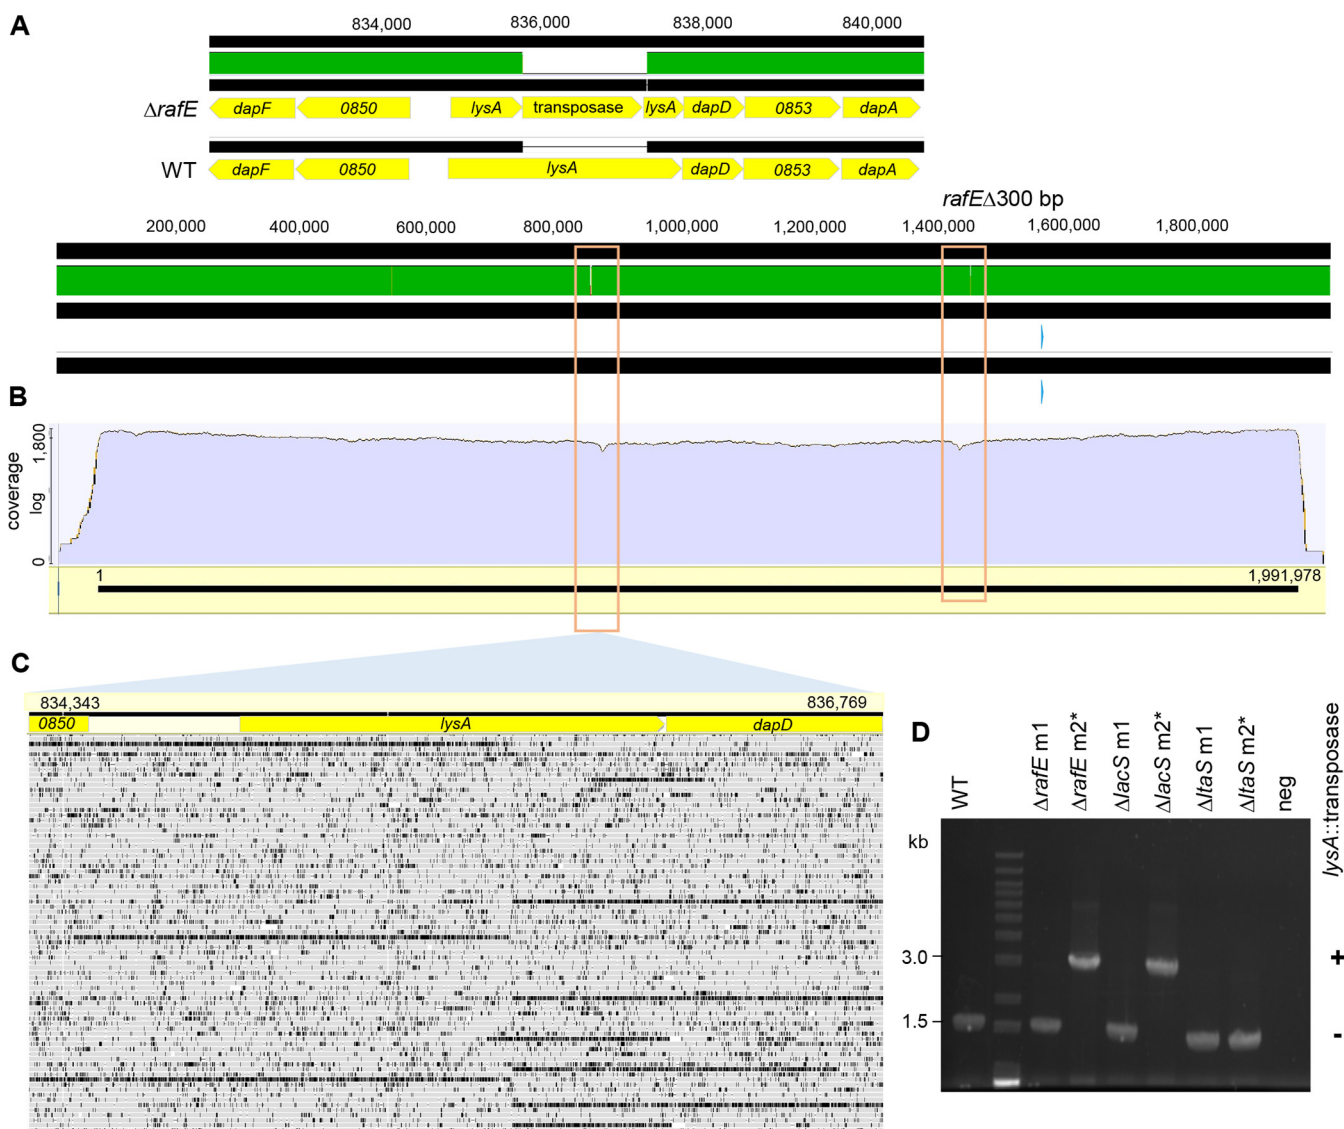 A
834,000 836,000 838,000 840,000
ΔrafE
dapF 0850 lysA transposase lysA dapD 0853 dapA
WT
dapF 0850 lysA dapD 0853 dapA
rafEΔ300 bp
200,000 400,000 600,000 800,000 1,000,000 1,200,000 1,400,000 1,600,000 1,800,000
B
coverage
log
1,800
0
1 1,991,978
C
834,343 836,769
0850 lysA dapD
D
WT
ΔrafE m1
ΔrafE m2*
ΔlacS m1
ΔlacS m2*
ΔltaS m1
ΔltaS m2*
neg
lysA::transposase
kb
3.0 +
1.5 -